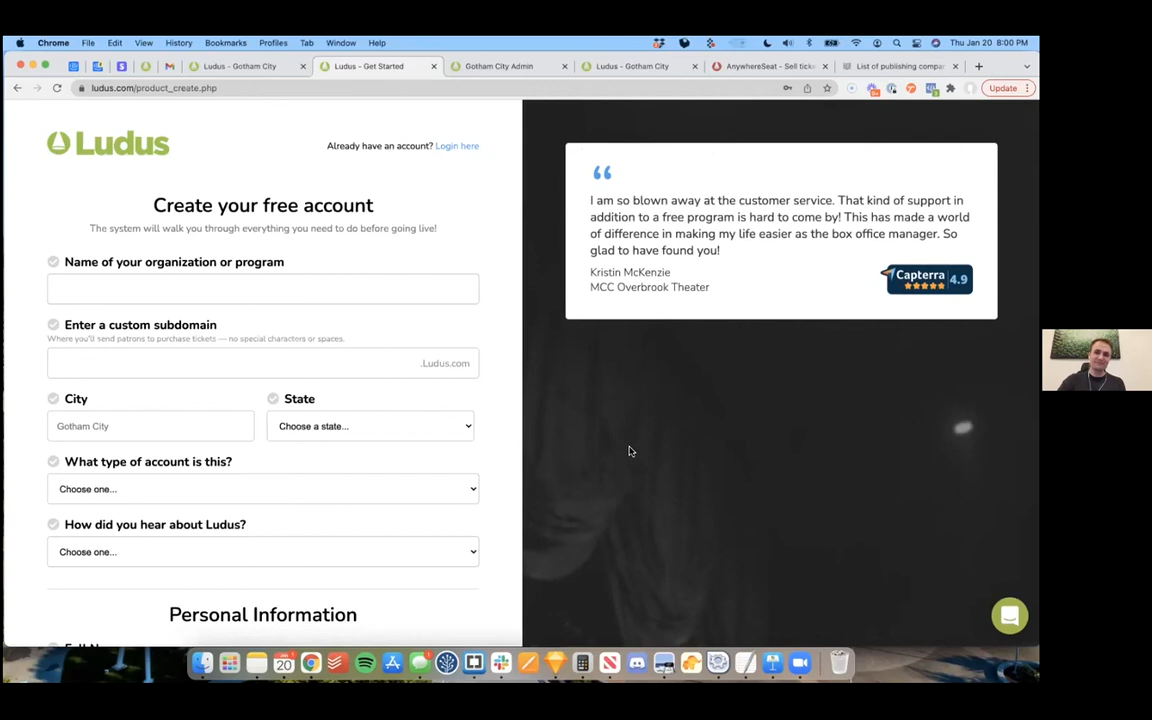 Chrome File Edit View History Bookmarks Profiles Tab Window Help Thu Jan 20 8:00 PM
Ludus - Gotham City
Ludus - Get Started
Gotham City Admin
Ludus - Gotham City
AnywhereSeat - Sell ticke
List of publishing compa
ludus.com/product_create.php
Update
Ludus
Already have an account? Login here
Create your free account
The system will walk you through everything you need to do before going live!
Name of your organization or program
Enter a custom subdomain
Where you'll send patrons to purchase tickets — no special characters or spaces.
.Ludus.com
City State
Gotham City Choose a state...
What type of account is this?
Choose one...
How did you hear about Ludus?
Choose one...
Personal Information
“
I am so blown away at the customer service. That kind of support in
addition to a free program is hard to come by! This has made a world
of difference in making my life easier as the box office manager. So
glad to have found you!
Kristin McKenzie
MCC Overbrook Theater
Capterra 4.9
20